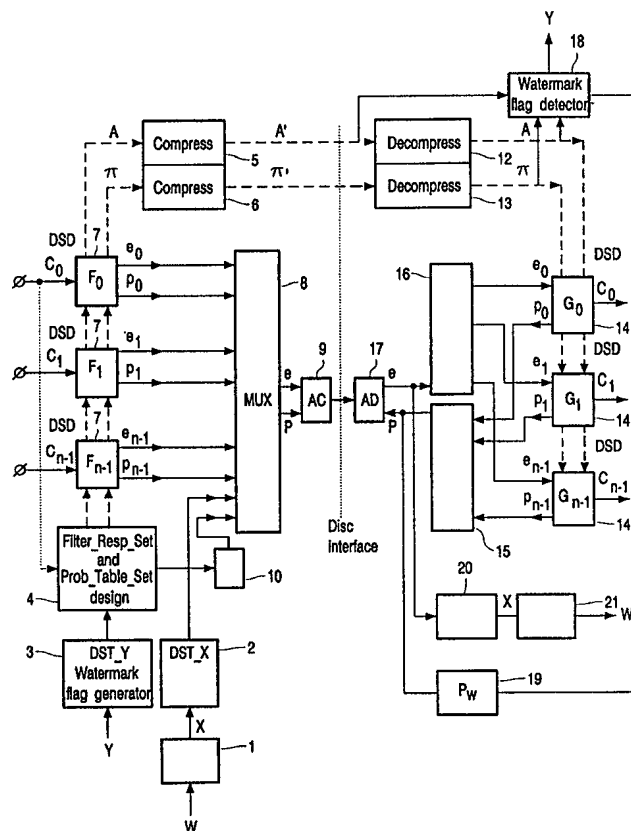 Y
18
Watermark
flag detector
A
Compress
A'
Decompress
A
5
12
π
Compress
π'
Decompress
π
6
13
DSD
7
e0
C0
F0
p0
DSD
7
e1
C1
F1
p1
DSD
7
en-1
Cn-1
Fn-1
pn-1
8
MUX
e
P
9
AC
17
AD
e
P
16
DSD
e0
G0
C0
p0
14
DSD
e1
G1
C1
p1
14
DSD
en-1
Gn-1
Cn-1
pn-1
14
15
Disc
interface
Filter_Resp_Set
and
Prob_Table_Set
design
4
10
3
DST_Y
Watermark
flag generator
Y
DST_X
2
X
1
W
20
X
21
W
19
PW